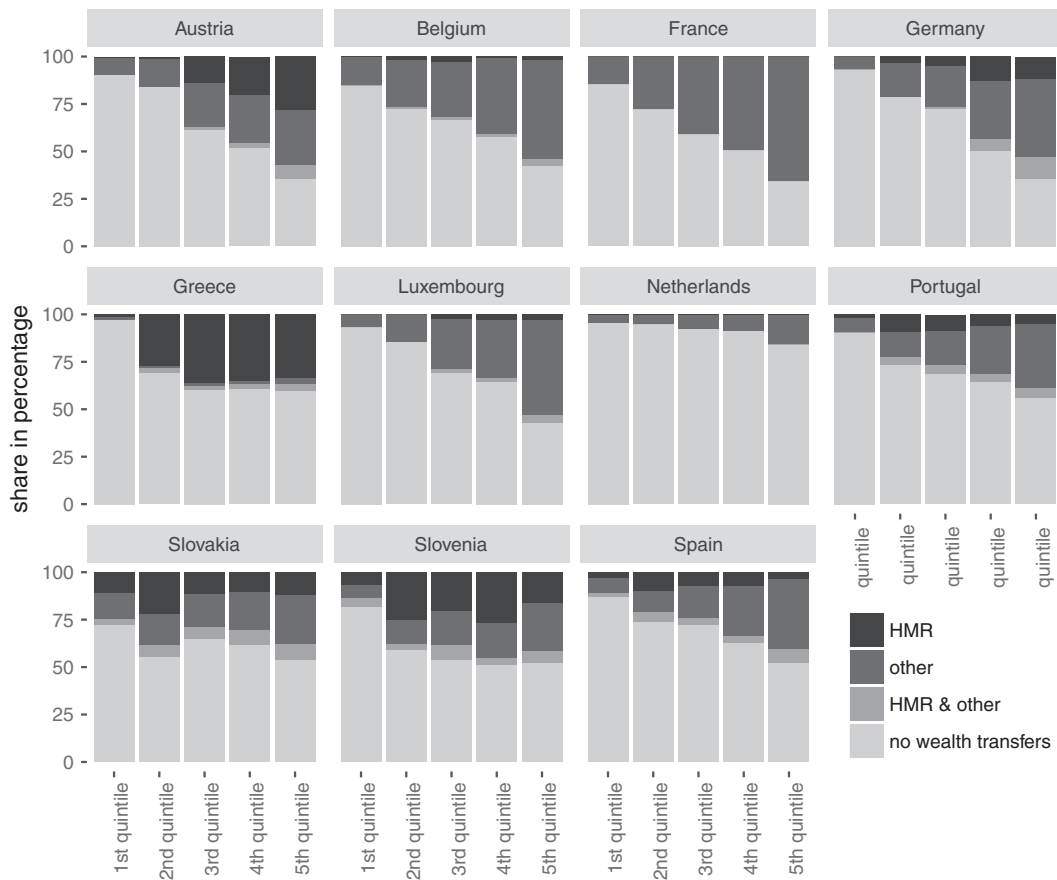 Austria Belgium France Germany
100
75
50
25
0
Greece Luxembourg Netherlands Portugal
100
75
50
25
0
share in percentage
Slovakia Slovenia Spain
100
75
50
25
0
quintile quintile quintile quintile quintile
HMR
other
HMR & other
no wealth transfers
1st quintile 2nd quintile 3rd quintile 4th quintile 5th quintile 1st quintile 2nd quintile 3rd quintile 4th quintile 5th quintile 1st quintile 2nd quintile 3rd quintile 4th quintile 5th quintile